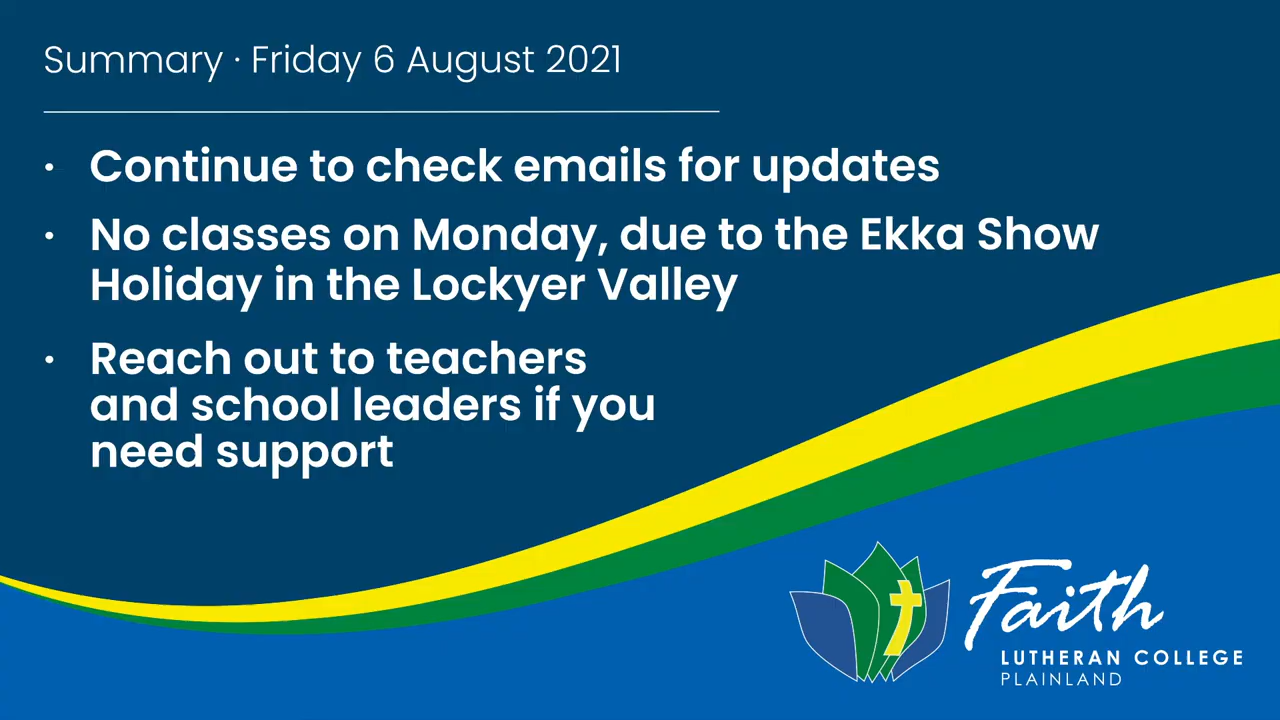 Summary · Friday 6 August 2021
· Continue to check emails for updates
· No classes on Monday, due to the Ekka Show
Holiday in the Lockyer Valley
· Reach out to teachers
and school leaders if you
need support
Faith
LUTHERAN COLLEGE
PLAINLAND